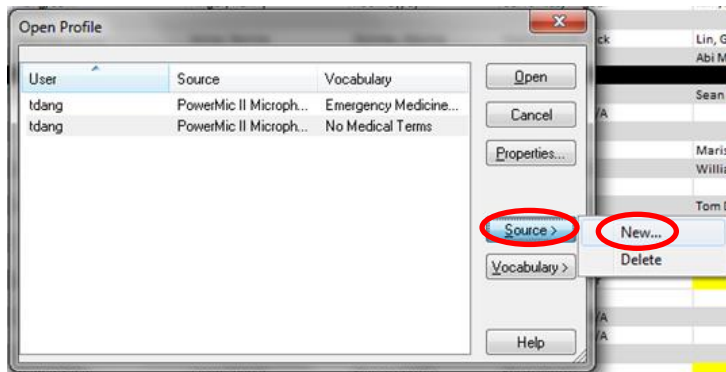 Open Profile
User Source Vocabulary
tdang PowerMic II Microph... Emergency Medicine...
tdang PowerMic II Microph... No Medical Terms
Open
Cancel
Properties...
Source >
Vocabulary >
Help
New...
Delete
ck
Lin, G
Abi M
Sean
/A
Maris
Willia
Tom D
/A
/A